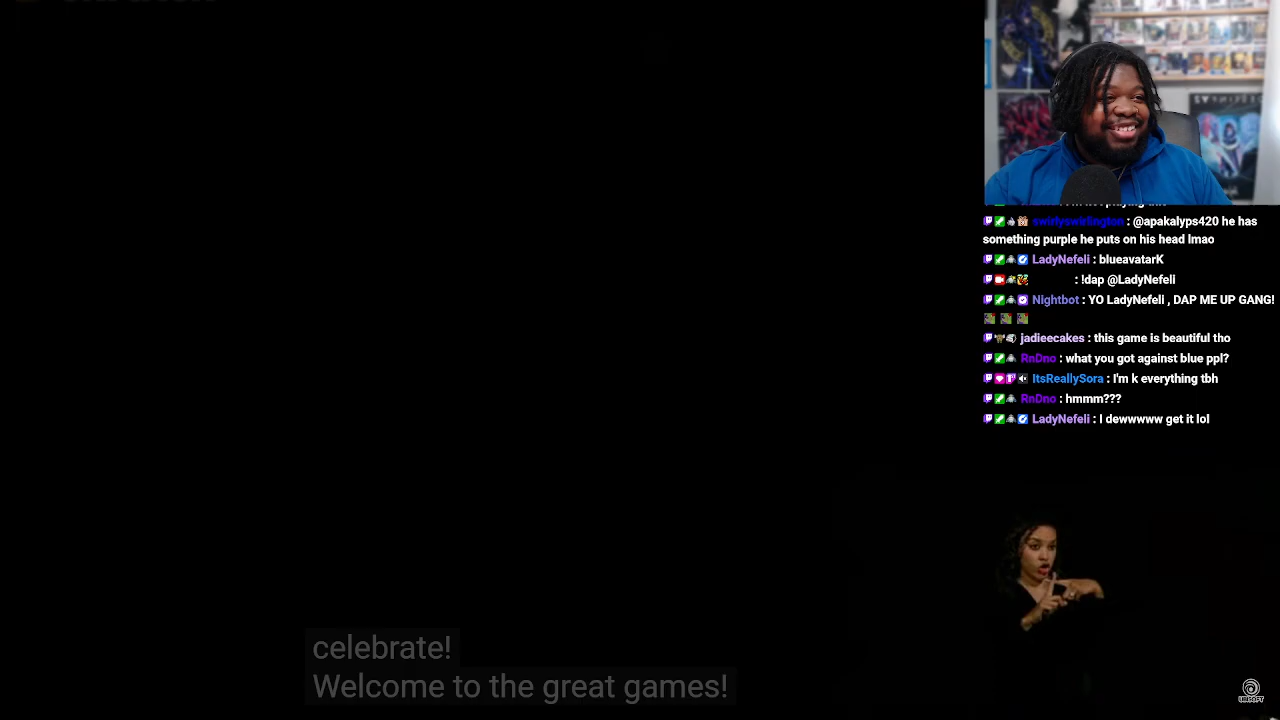 swirlyswirlington : @apakalyps420 he has
something purple he puts on his head lmao
LadyNefeli : blueavatarK
: !dap @LadyNefeli
Nightbot : YO LadyNefeli , DAP ME UP GANG!
jadieecakes : this game is beautiful tho
RnDno : what you got against blue ppl?
ItsReallySora : I'm k everything tbh
RnDno : hmmm???
LadyNefeli : I dewwwww get it lol
celebrate!
Welcome to the great games!
UBISOFT